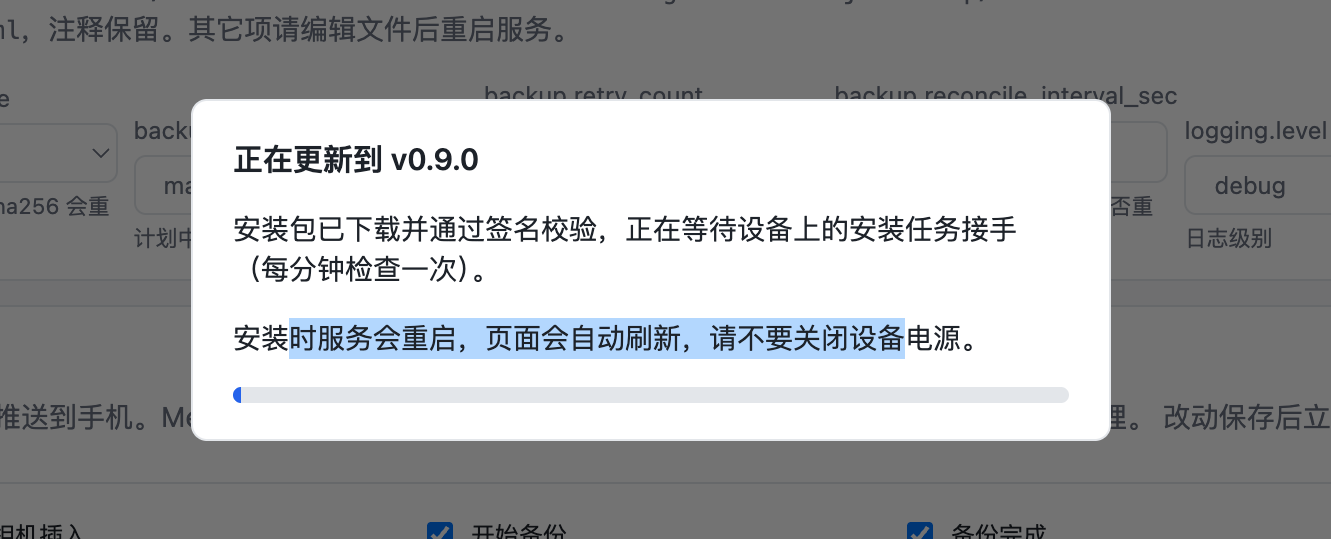 ml，注释保留。其它项请编辑文件后重启服务。
backup.retry_count
backup.reconcile_interval_sec
logging.level
debug
会重
否重
计划中
日志级别
正在更新到 v0.9.0
安装包已下载并通过签名校验，正在等待设备上的安装任务接手
（每分钟检查一次）。
安装时服务会重启，页面会自动刷新，请不要关闭设备电源。
推送到手机。
理。 改动保存后立
相机插入
开始备份
备份完成